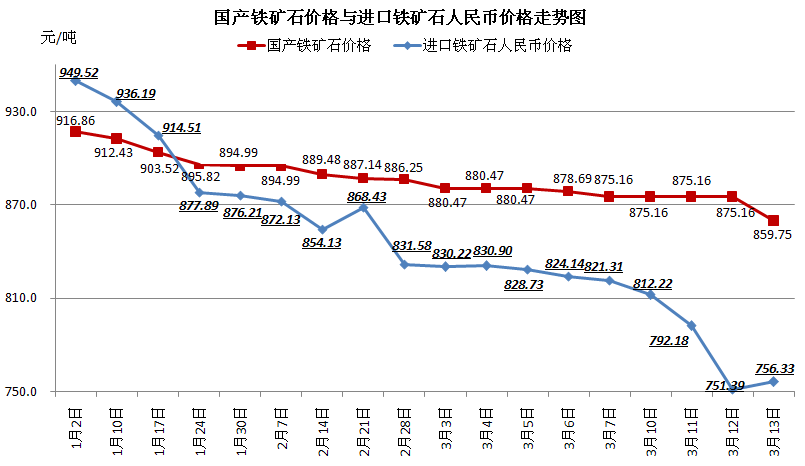 国产铁矿石价格与进口铁矿石人民币价格走势图
元/吨
国产铁矿石价格 进口铁矿石人民币价格
930.0
870.0
810.0
750.0
916.86 912.43 903.52 895.82 894.99 894.99 889.48 887.14 886.25 880.47 880.47 880.47 878.69 875.16 875.16 875.16 875.16 859.75
949.52 936.19 914.51 877.89 876.21 872.13 854.13 868.43 831.58 830.22 830.90 828.73 824.14 821.31 812.22 792.18 751.39 756.33
1月2日 1月10日 1月17日 1月24日 1月30日 2月7日 2月14日 2月21日 2月28日 3月3日 3月4日 3月5日 3月6日 3月7日 3月10日 3月11日 3月12日 3月13日